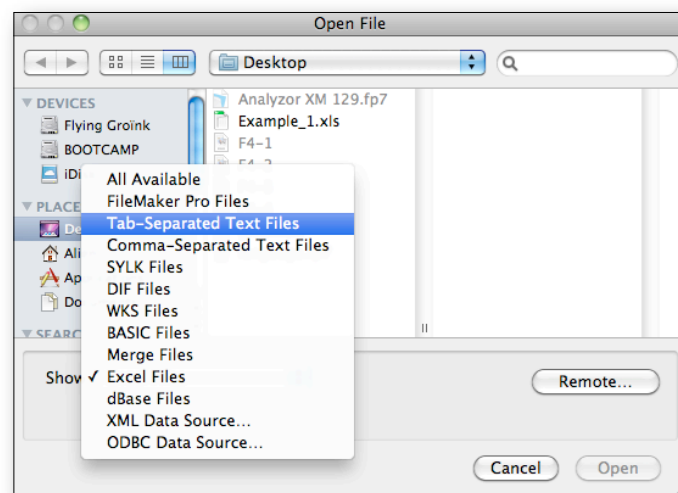 Open File
Desktop
DEVICES
Flying Groïnk
BOOTCAMP
iDi
PLACE
De
Ali
Ap
Do
SEARC
Analyzor XM 129.fp7
Example_1.xls
F4-1
F4-2
All Available
FileMaker Pro Files
Tab-Separated Text Files
Comma-Separated Text Files
SYLK Files
DIF Files
WKS Files
BASIC Files
Merge Files
Show ✓ Excel Files
dBase Files
XML Data Source...
ODBC Data Source...
Remote...
Cancel
Open